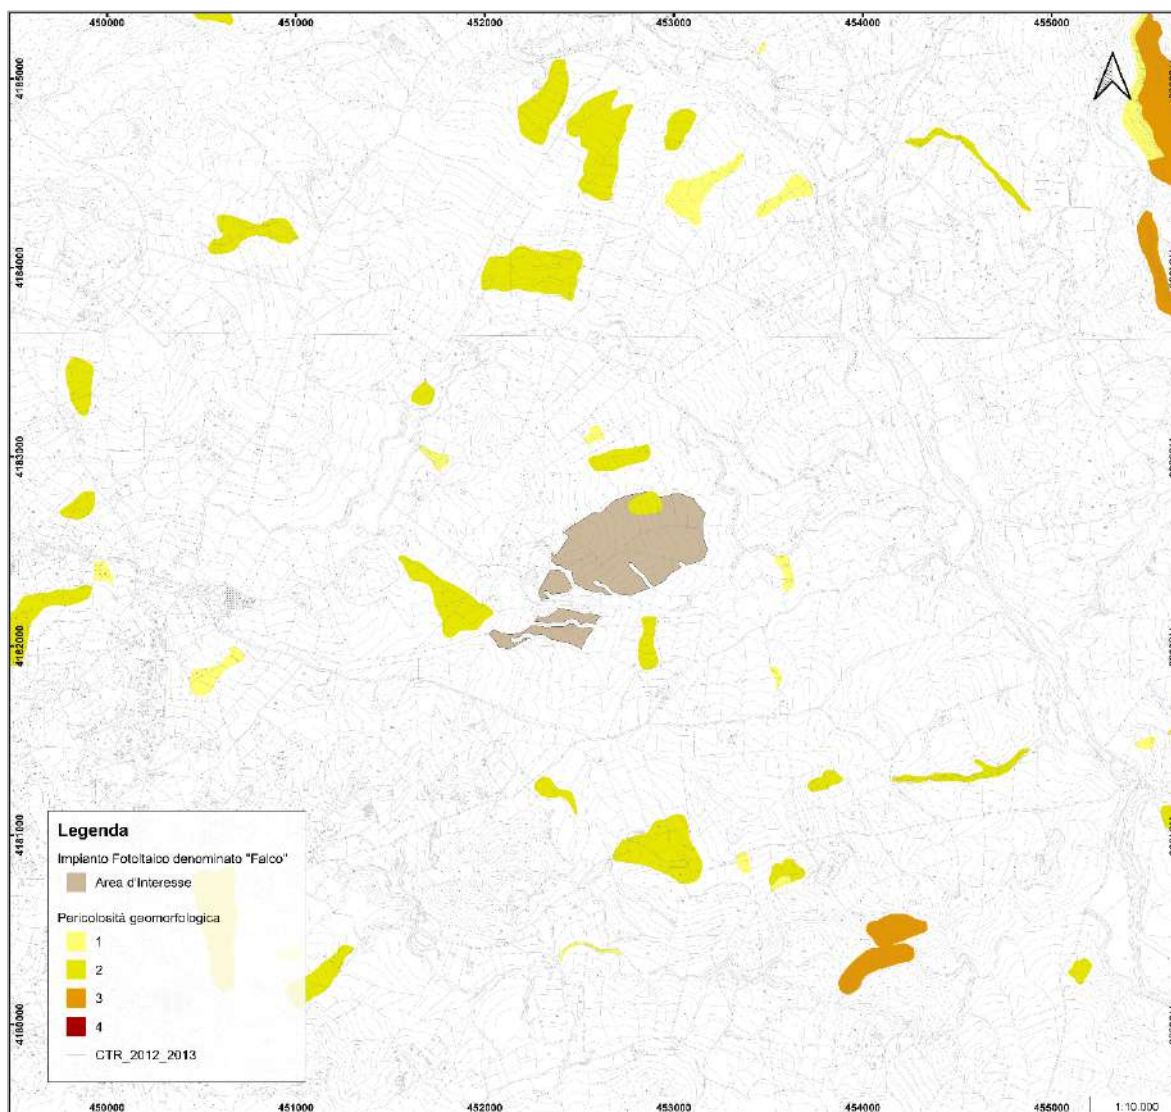 450000 451000 452000 453000 454000 455000
4185000
4184000
4183000
4182000
4181000
4180000
Legenda
Impianto Fotoltaico denominato "Falco"
Area d'Interesse
Pericolosità geomorfologica
1
2
3
4
CTR_2012_2013
450000 451000 452000 453000 454000 455000
1:10.000